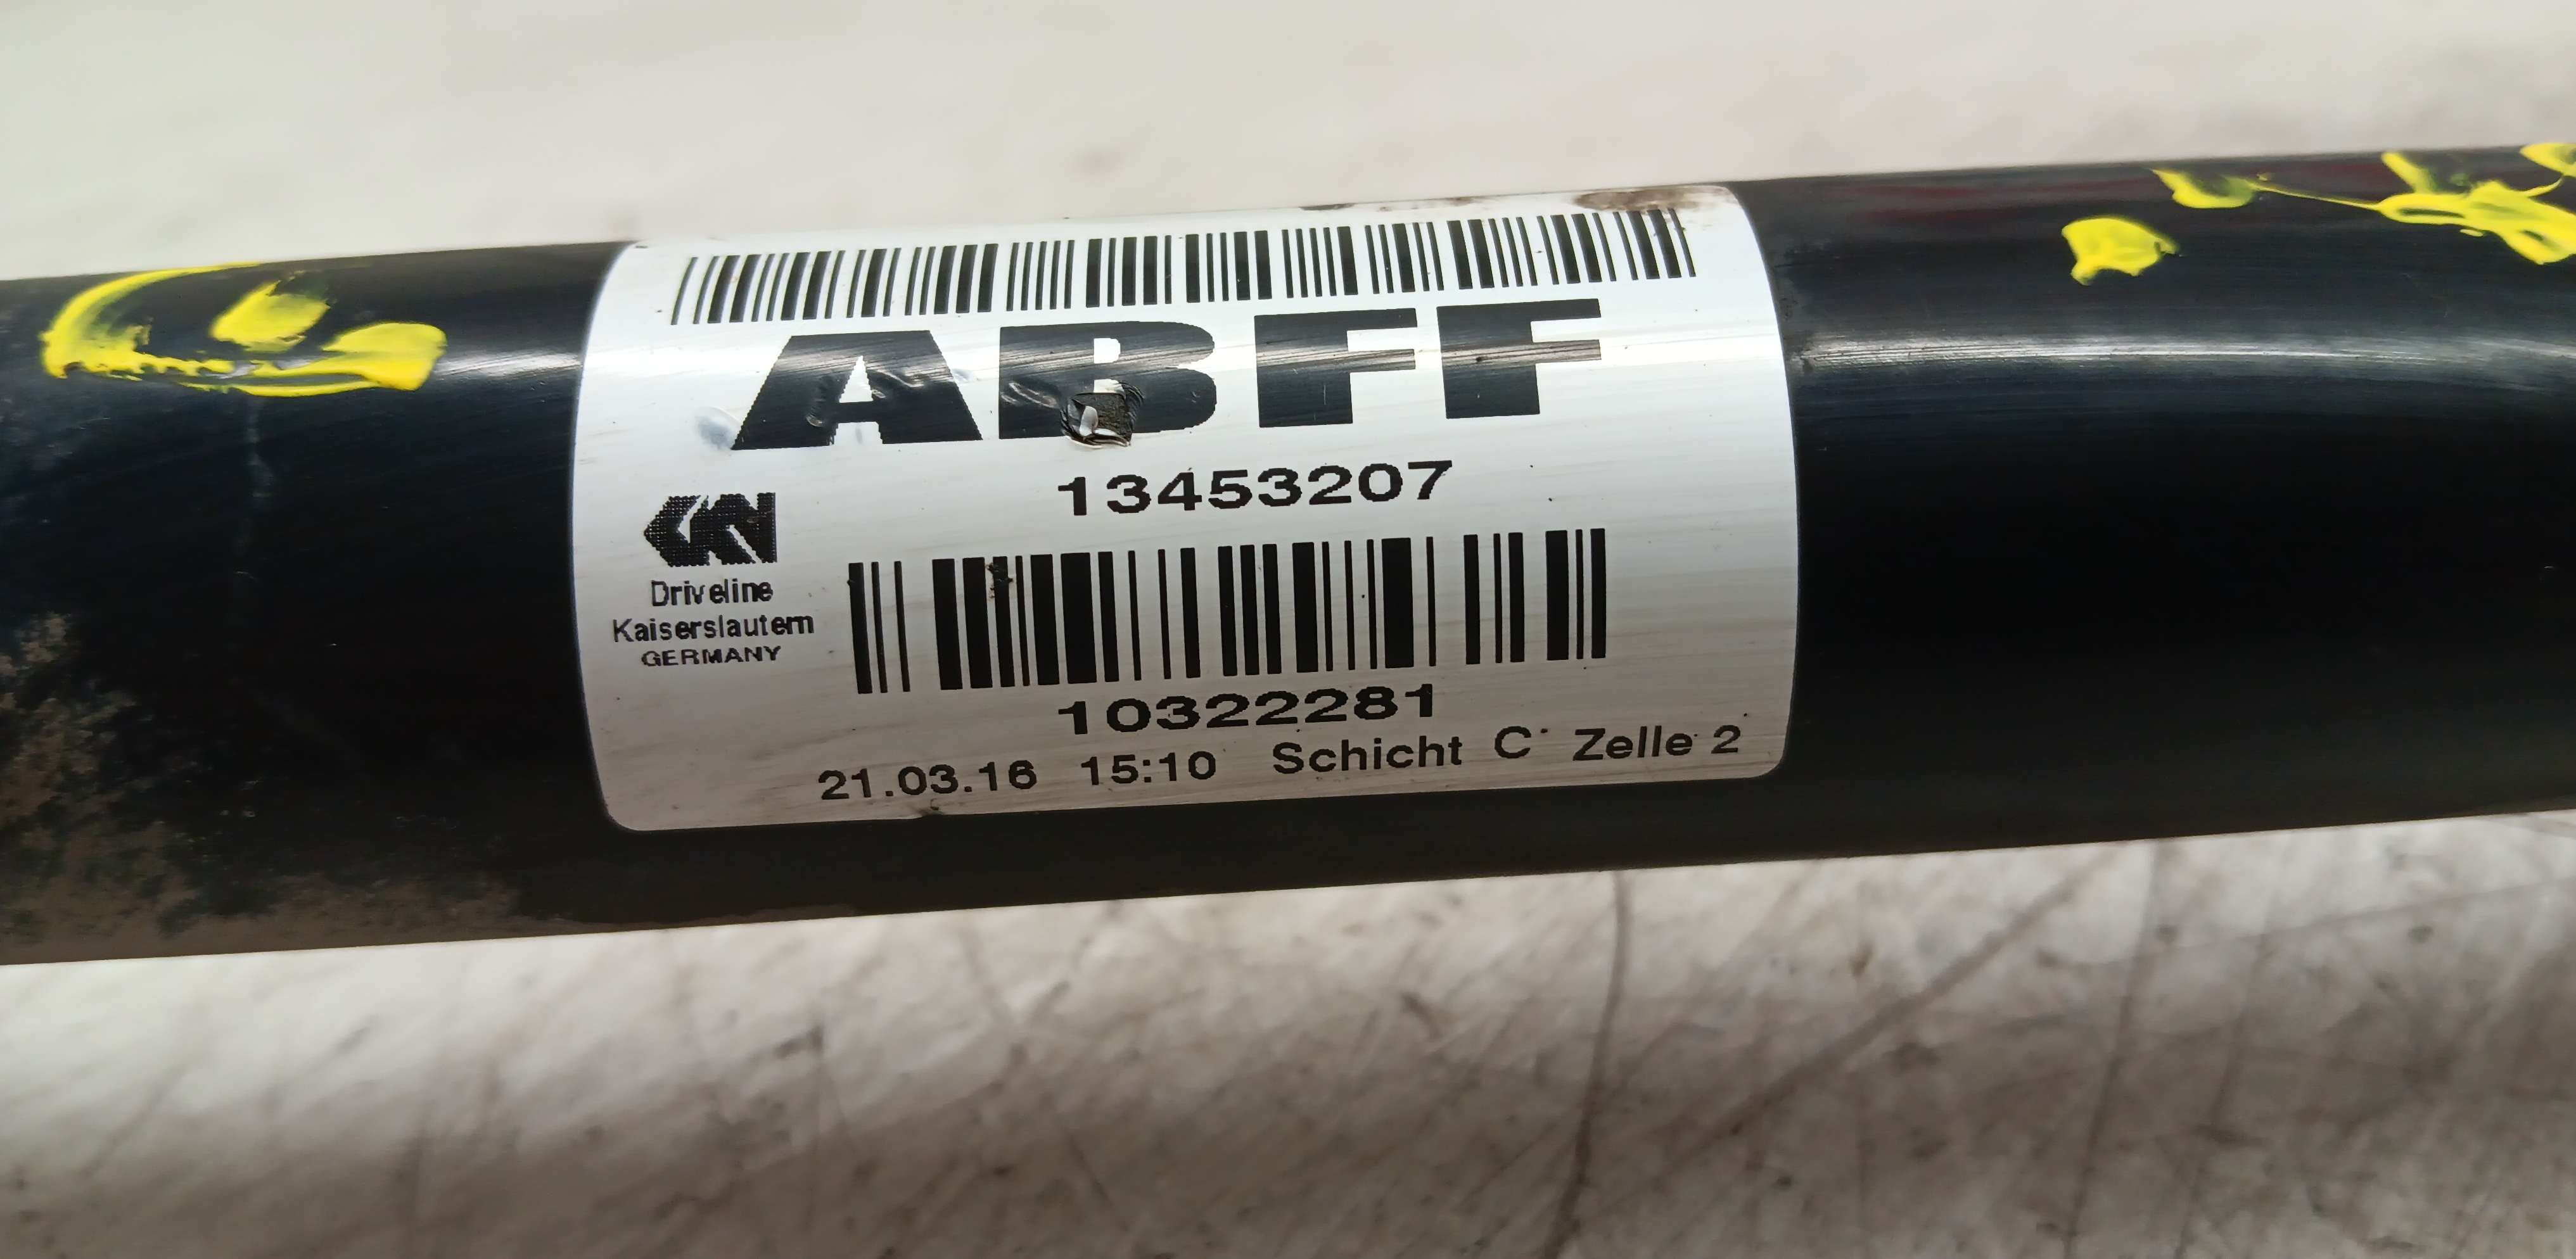 ABFF
13453207
GKN
Driveline
Kaiserslautern
GERMANY
10322281
21.03.16 15:10 Schicht C Zelle 2